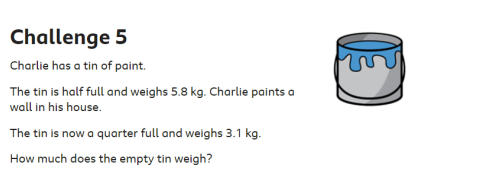 Challenge 5
Charlie has a tin of paint.
The tin is half full and weighs 5.8 kg. Charlie paints a
wall in his house.
The tin is now a quarter full and weighs 3.1 kg.
How much does the empty tin weigh?